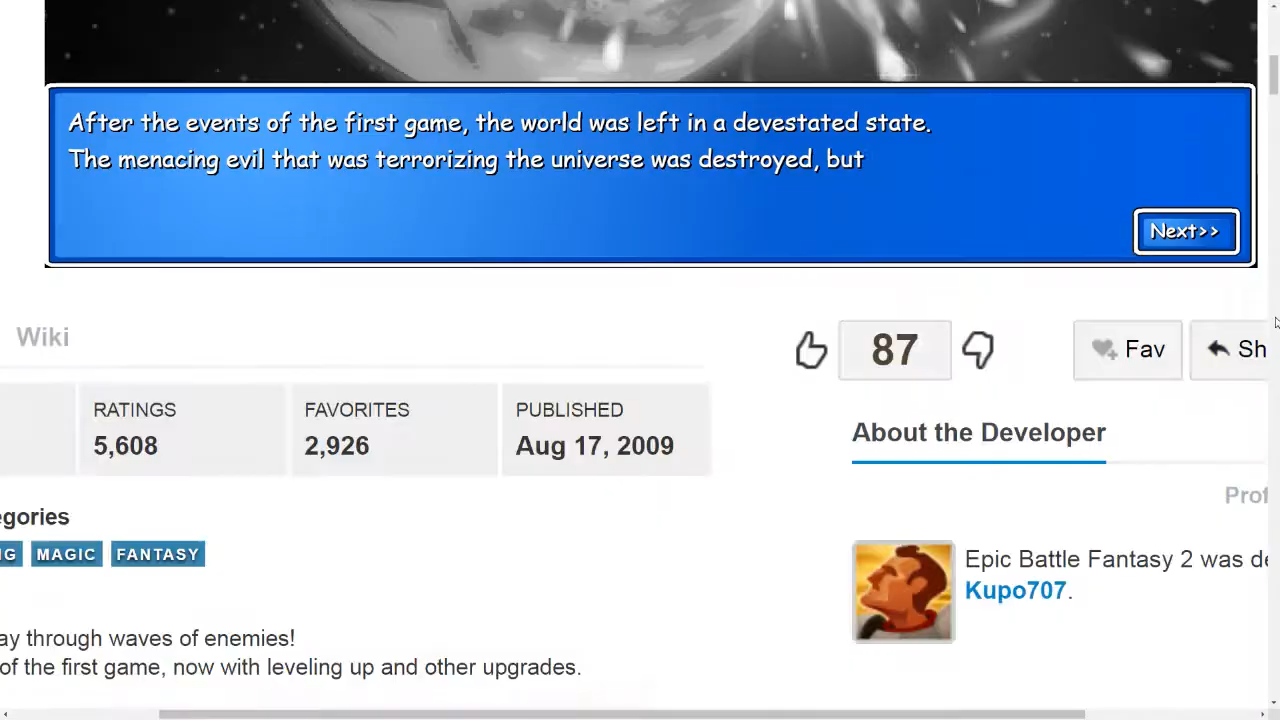 After the events of the first game, the world was left in a devestated state.
The menacing evil that was terrorizing the universe was destroyed, but
Next>>
Wiki
87
Fav
Sh
RATINGS
5,608
FAVORITES
2,926
PUBLISHED
Aug 17, 2009
About the Developer
Prof
egories
NG MAGIC FANTASY
Epic Battle Fantasy 2 was de
Kupo707.
ay through waves of enemies!
of the first game, now with leveling up and other upgrades.